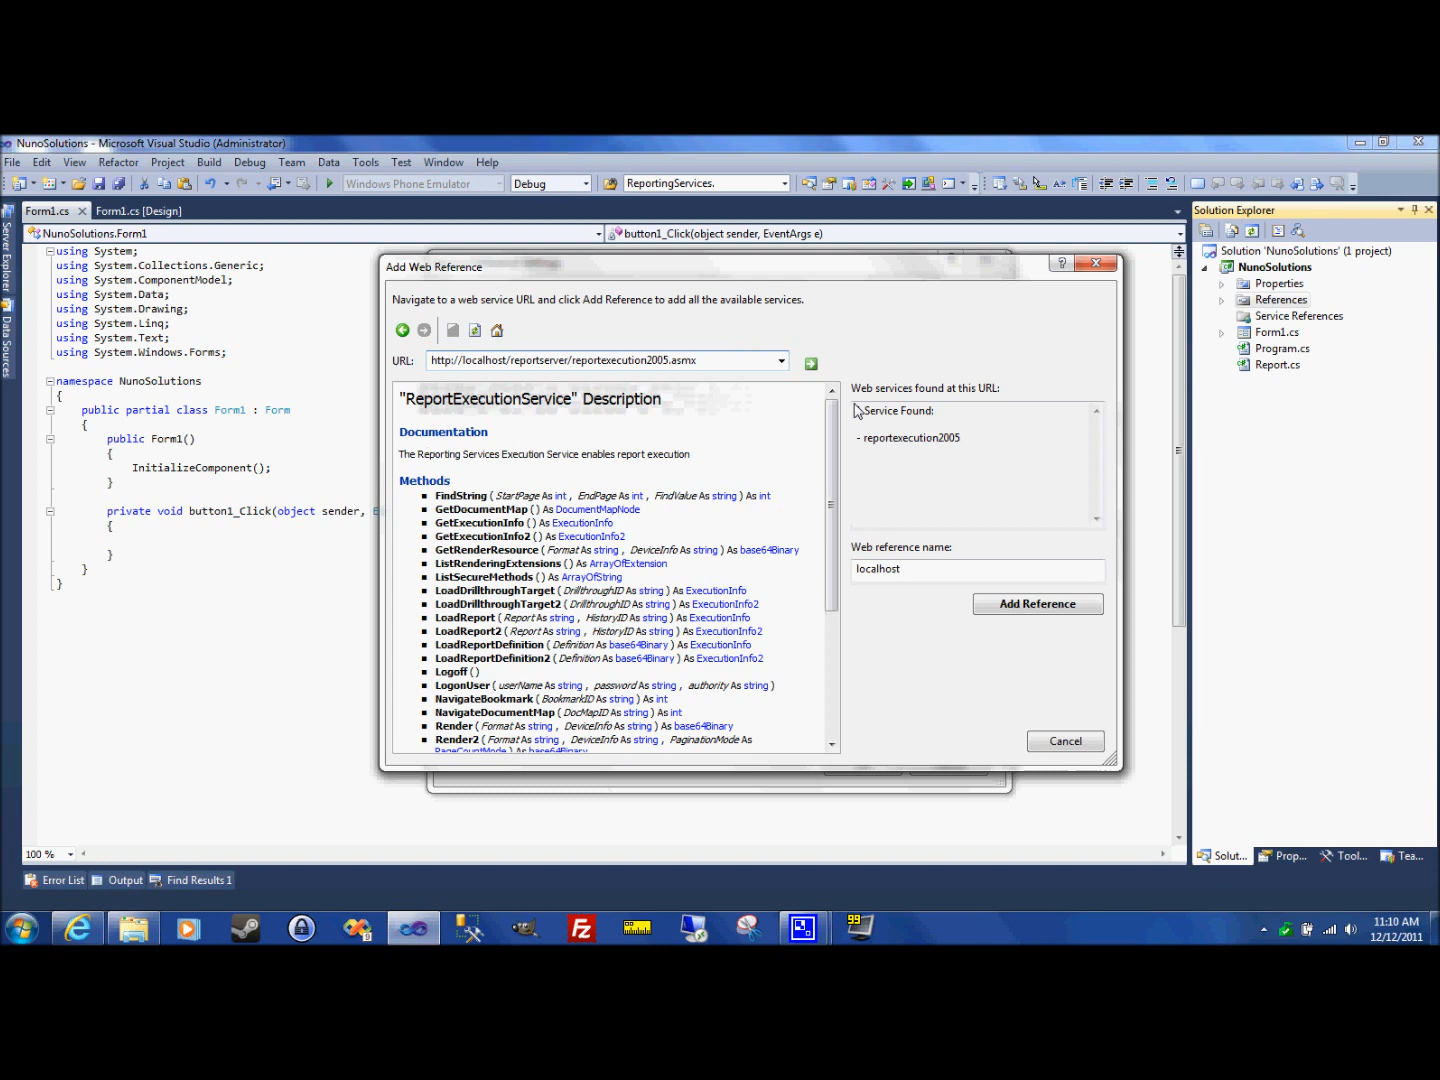 NunoSolutions - Microsoft Visual Studio (Administrator)
File Edit View Refactor Project Build Debug Team Data Tools Test Window Help
Windows Phone Emulator Debug ReportingServices.
Form1.cs Form1.cs [Design]
NunoSolutions.Form1 button1_Click(object sender, EventArgs e)
Server Explorer
Data Sources
using System;
using System.Collections.Generic;
using System.ComponentModel;
using System.Data;
using System.Drawing;
using System.Linq;
using System.Text;
using System.Windows.Forms;
namespace NunoSolutions
{
public partial class Form1 : Form
{
public Form1()
{
InitializeComponent();
}
private void button1_Click(object sender, E
{
}
}
}
100 %
Add Web Reference
Navigate to a web service URL and click Add Reference to add all the available services.
URL: http://localhost/reportserver/reportexecution2005.asmx
"ReportExecutionService" Description
Documentation
The Reporting Services Execution Service enables report execution
Methods
FindString ( StartPage As int , EndPage As int , FindValue As string ) As int
GetDocumentMap () As DocumentMapNode
GetExecutionInfo () As ExecutionInfo
GetExecutionInfo2 () As ExecutionInfo2
GetRenderResource ( Format As string , DeviceInfo As string ) As base64Binary
ListRenderingExtensions () As ArrayOfExtension
ListSecureMethods () As ArrayOfString
LoadDrillthroughTarget ( DrillthroughID As string ) As ExecutionInfo
LoadDrillthroughTarget2 ( DrillthroughID As string ) As ExecutionInfo2
LoadReport ( Report As string , HistoryID As string ) As ExecutionInfo
LoadReport2 ( Report As string , HistoryID As string ) As ExecutionInfo2
LoadReportDefinition ( Definition As base64Binary ) As ExecutionInfo
LoadReportDefinition2 ( Definition As base64Binary ) As ExecutionInfo2
Logoff ()
LogonUser ( userName As string , password As string , authority As string )
NavigateBookmark ( BookmarkID As string ) As int
NavigateDocumentMap ( DocMapID As string ) As int
Render ( Format As string , DeviceInfo As string ) As base64Binary
Render2 ( Format As string , DeviceInfo As string , PaginationMode As
PageCountMode ) As base64Binary
Web services found at this URL:
Service Found:
- reportexecution2005
Web reference name:
localhost
Add Reference
Cancel
Solution Explorer
Solution 'NunoSolutions' (1 project)
NunoSolutions
Properties
References
Service References
Form1.cs
Program.cs
Report.cs
Solut... Prop... Tool... Tea...
Error List Output Find Results 1
99
11:10 AM
12/12/2011